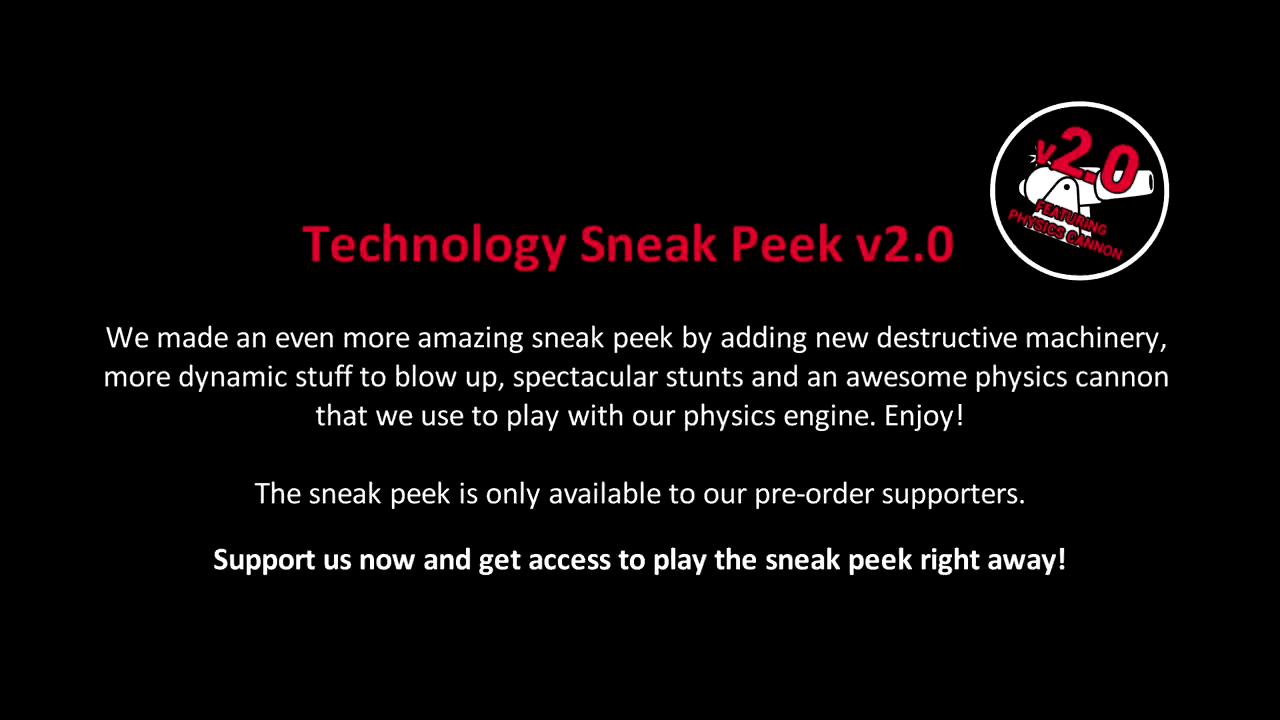 v2.0
FEATURING
PHYSICS CANNON
Technology Sneak Peek v2.0
We made an even more amazing sneak peek by adding new destructive machinery,
more dynamic stuff to blow up, spectacular stunts and an awesome physics cannon
that we use to play with our physics engine. Enjoy!
The sneak peek is only available to our pre-order supporters.
Support us now and get access to play the sneak peek right away!